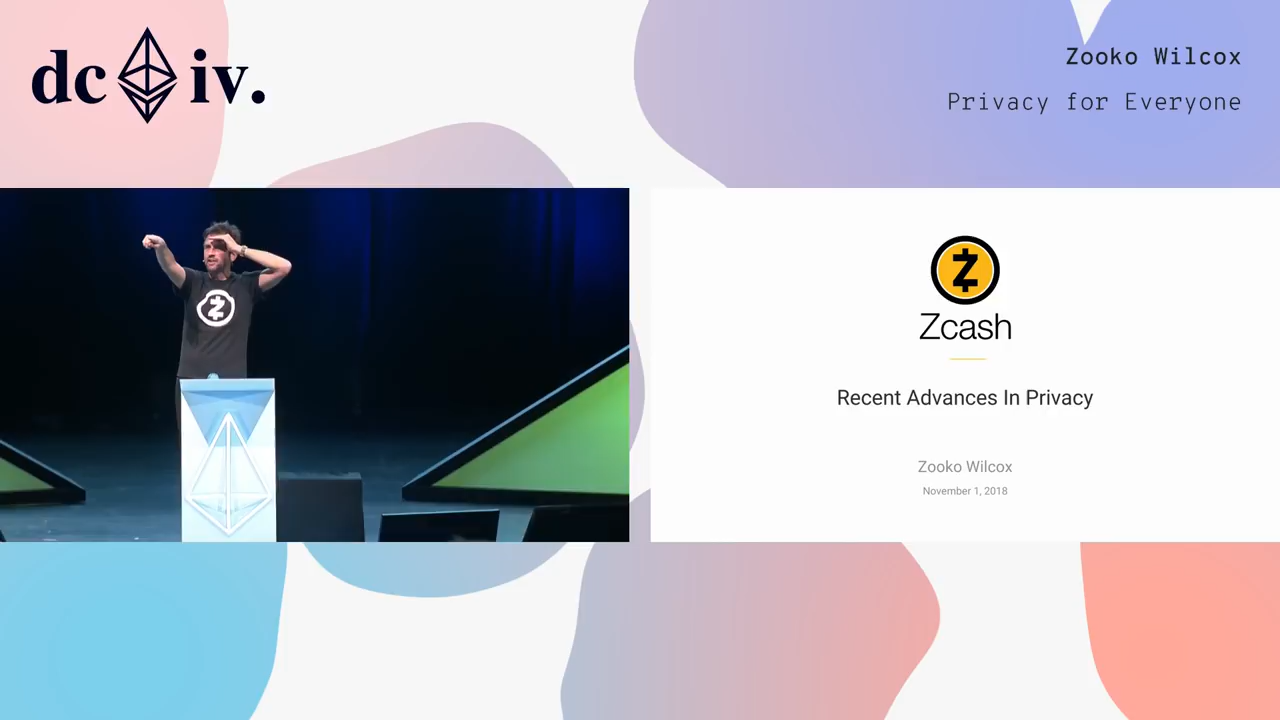 dc iv.
Zooko Wilcox
Privacy for Everyone
Zcash
Recent Advances In Privacy
Zooko Wilcox
November 1, 2018